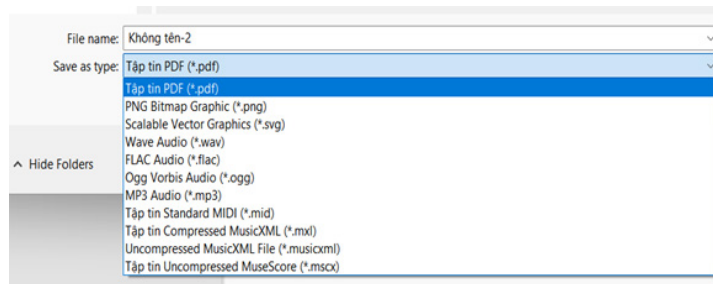 File name: Không tên-2
Save as type: Tập tin PDF (*.pdf)
Tập tin PDF (*.pdf)
PNG Bitmap Graphic (*.png)
Scalable Vector Graphics (*.svg)
Wave Audio (*.wav)
Hide Folders
FLAC Audio (*.flac)
Ogg Vorbis Audio (*.ogg)
MP3 Audio (*.mp3)
Tập tin Standard MIDI (*.mid)
Tập tin Compressed MusicXML (*.mxl)
Uncompressed MusicXML File (*.musicxml)
Tập tin Uncompressed MuseScore (*.mscx)